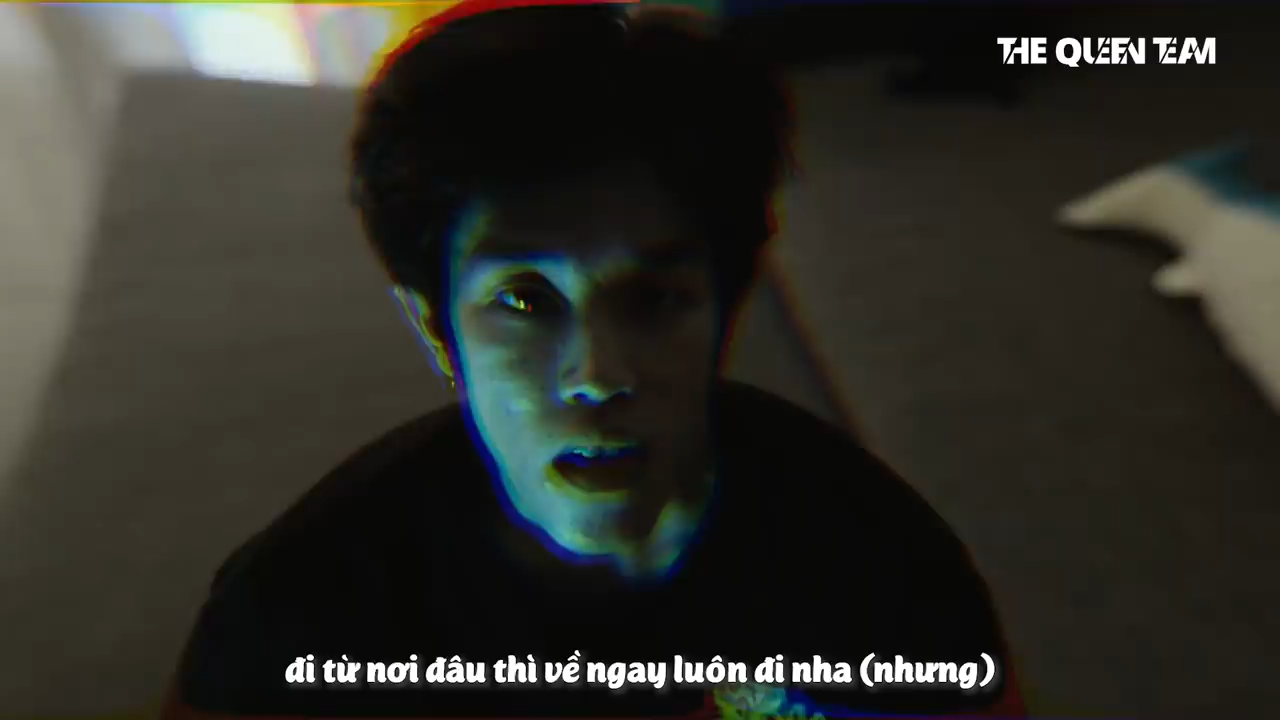 THE QUEEN TEAM
đi từ nơi đâu thì về ngay luôn đi nha (nhưng)